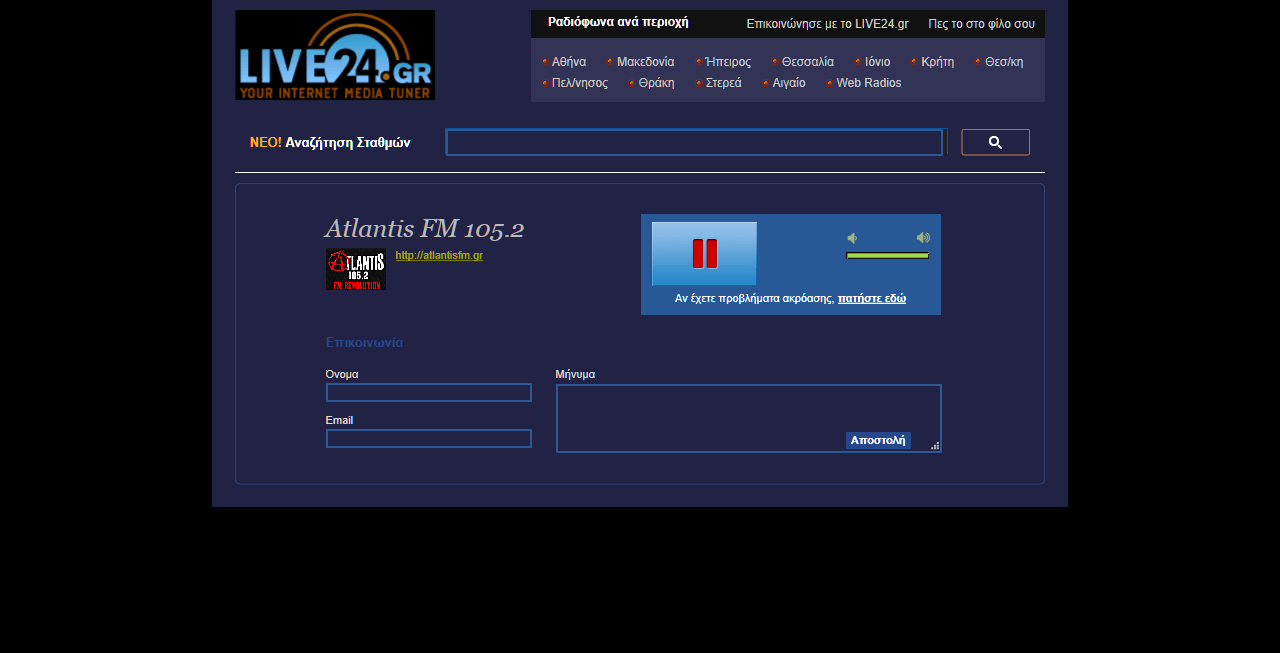 LIVE24.GR
YOUR INTERNET MEDIA TUNER
Ραδιόφωνα ανά περιοχή Επικοινώνησε με το LIVE24.gr Πες το στο φίλο σου
Αθήνα Μακεδονία Ήπειρος Θεσσαλία Ιόνιο Κρήτη Θεσ/κη
Πελ/νησος Θράκη Στερεά Αιγαίο Web Radios
ΝΕΟ! Αναζήτηση Σταθμών
Atlantis FM 105.2
ATLANTIS
105.2
FM REVOLUTION
http://atlantisfm.gr
Αν έχετε προβλήματα ακρόασης, πατήστε εδώ
Επικοινωνία
Όνομα
Μήνυμα
Email
Αποστολή